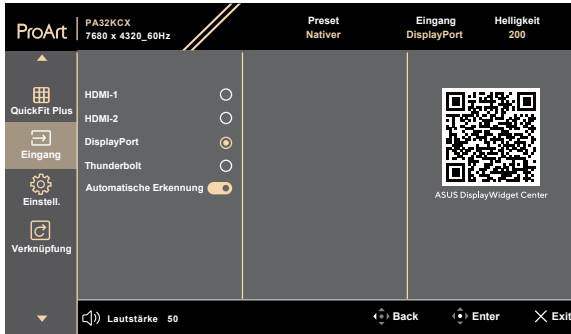 ProArt
PA32KCX
7680 x 4320_60Hz
Preset
Nativer
Eingang
DisplayPort
Helligkeit
200
QuickFit Plus
Eingang
Einstell.
Verknüpfung
HDMI-1
HDMI-2
DisplayPort
Thunderbolt
Automatische Erkennung
ASUS DisplayWidget Center
Lautstärke 50
Back
Enter
Exit